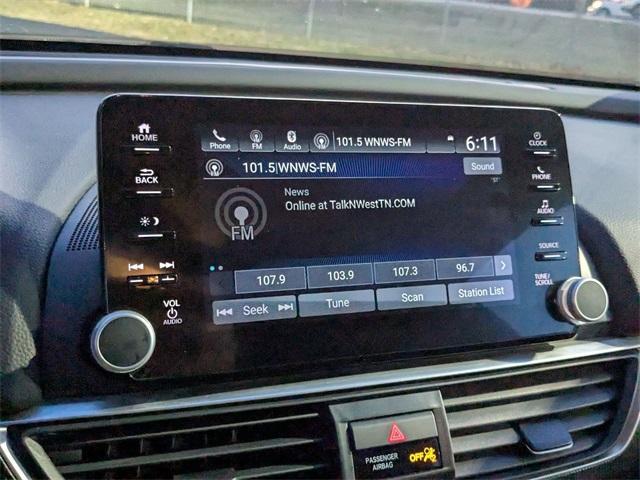 HOME
BACK
VOL
AUDIO
Phone FM Audio 101.5 WNWS-FM 6:11
101.5|WNWS-FM Sound
ST
News
Online at TalkNWestTN.COM
FM
107.9 103.9 107.3 96.7
Seek Tune Scan Station List
CLOCK
PHONE
AUDIO
SOURCE
TUNE/
SCROLL
PASSENGER
AIRBAG OFF 2